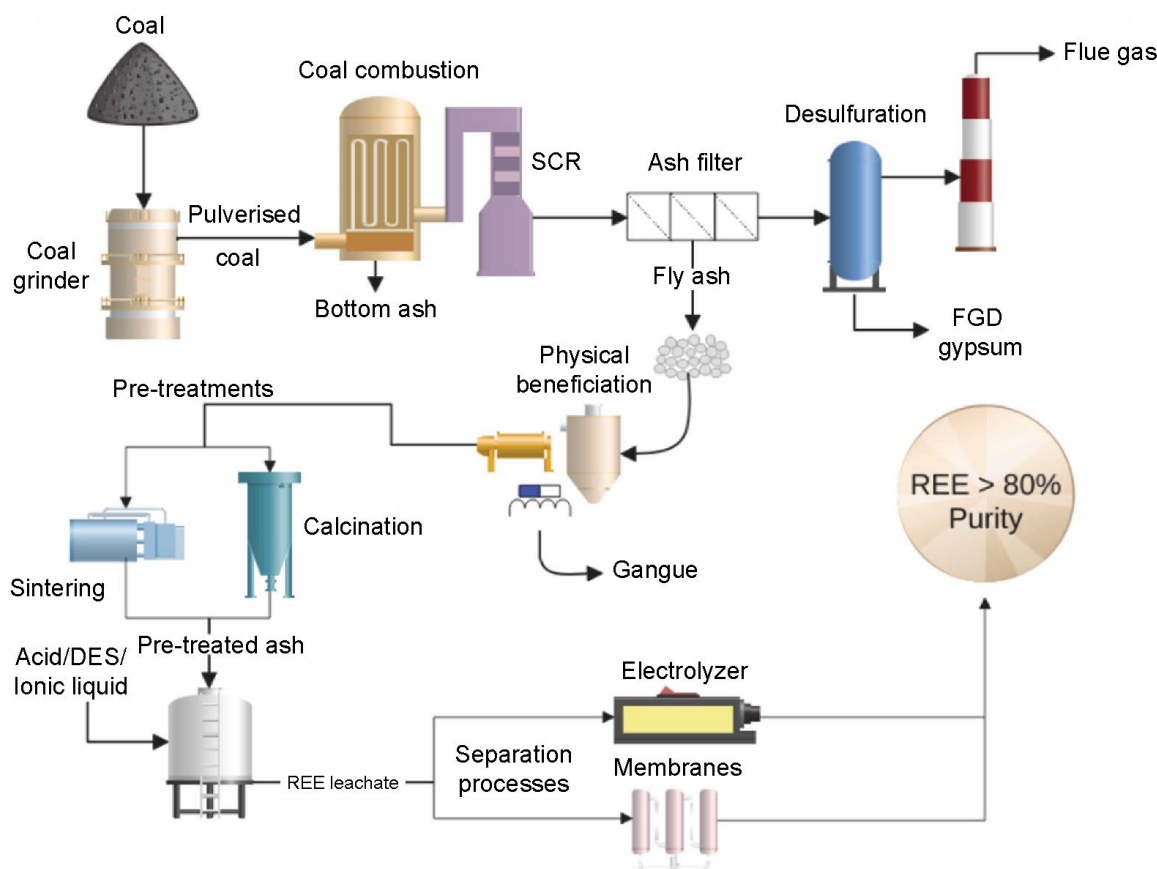 Coal
Coal combustion
Flue gas
Desulfuration
SCR
Ash filter
Pulverised
coal
Coal
grinder
Fly ash
Bottom ash
FGD
gypsum
Physical
beneficiation
Pre-treatments
REE > 80%
Purity
Calcination
Gangue
Sintering
Pre-treated ash
Acid/DES/
Ionic liquid
Electrolyzer
Separation
processes
Membranes
REE leachate